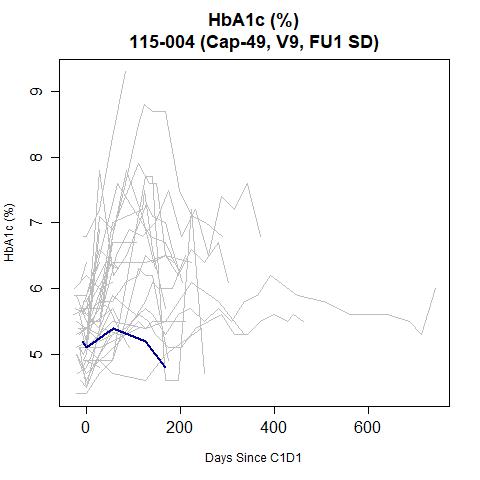 HbA1c (%)
115-004 (Cap-49, V9, FU1 SD)
HbA1c (%)
9
8
7
6
5
0 200 400 600
Days Since C1D1